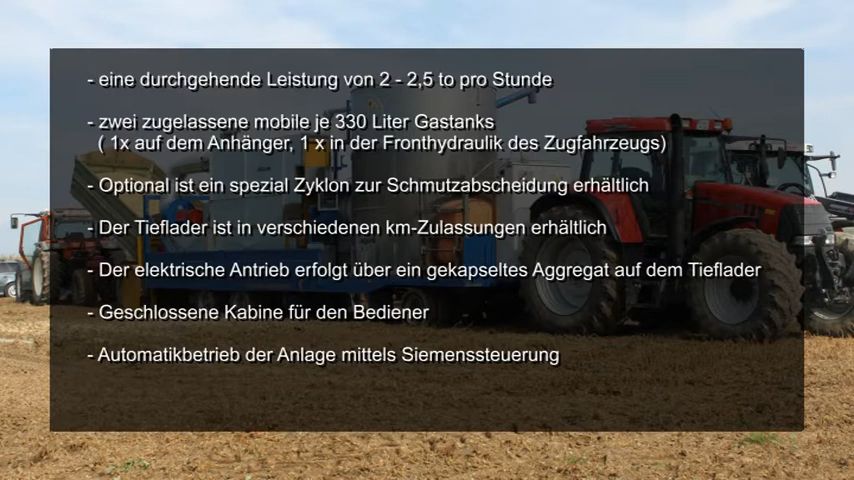 - eine durchgehende Leistung von 2 - 2,5 to pro Stunde
- zwei zugelassene mobile je 330 Liter Gastanks
( 1x auf dem Anhänger, 1 x in der Fronthydraulik des Zugfahrzeugs)
- Optional ist ein spezial Zyklon zur Schmutzabscheidung erhältlich
- Der Tieflader ist in verschiedenen km-Zulassungen erhältlich
- Der elektrische Antrieb erfolgt über ein gekapseltes Aggregat auf dem Tieflader
- Geschlossene Kabine für den Bediener
- Automatikbetrieb der Anlage mittels Siemenssteuerung